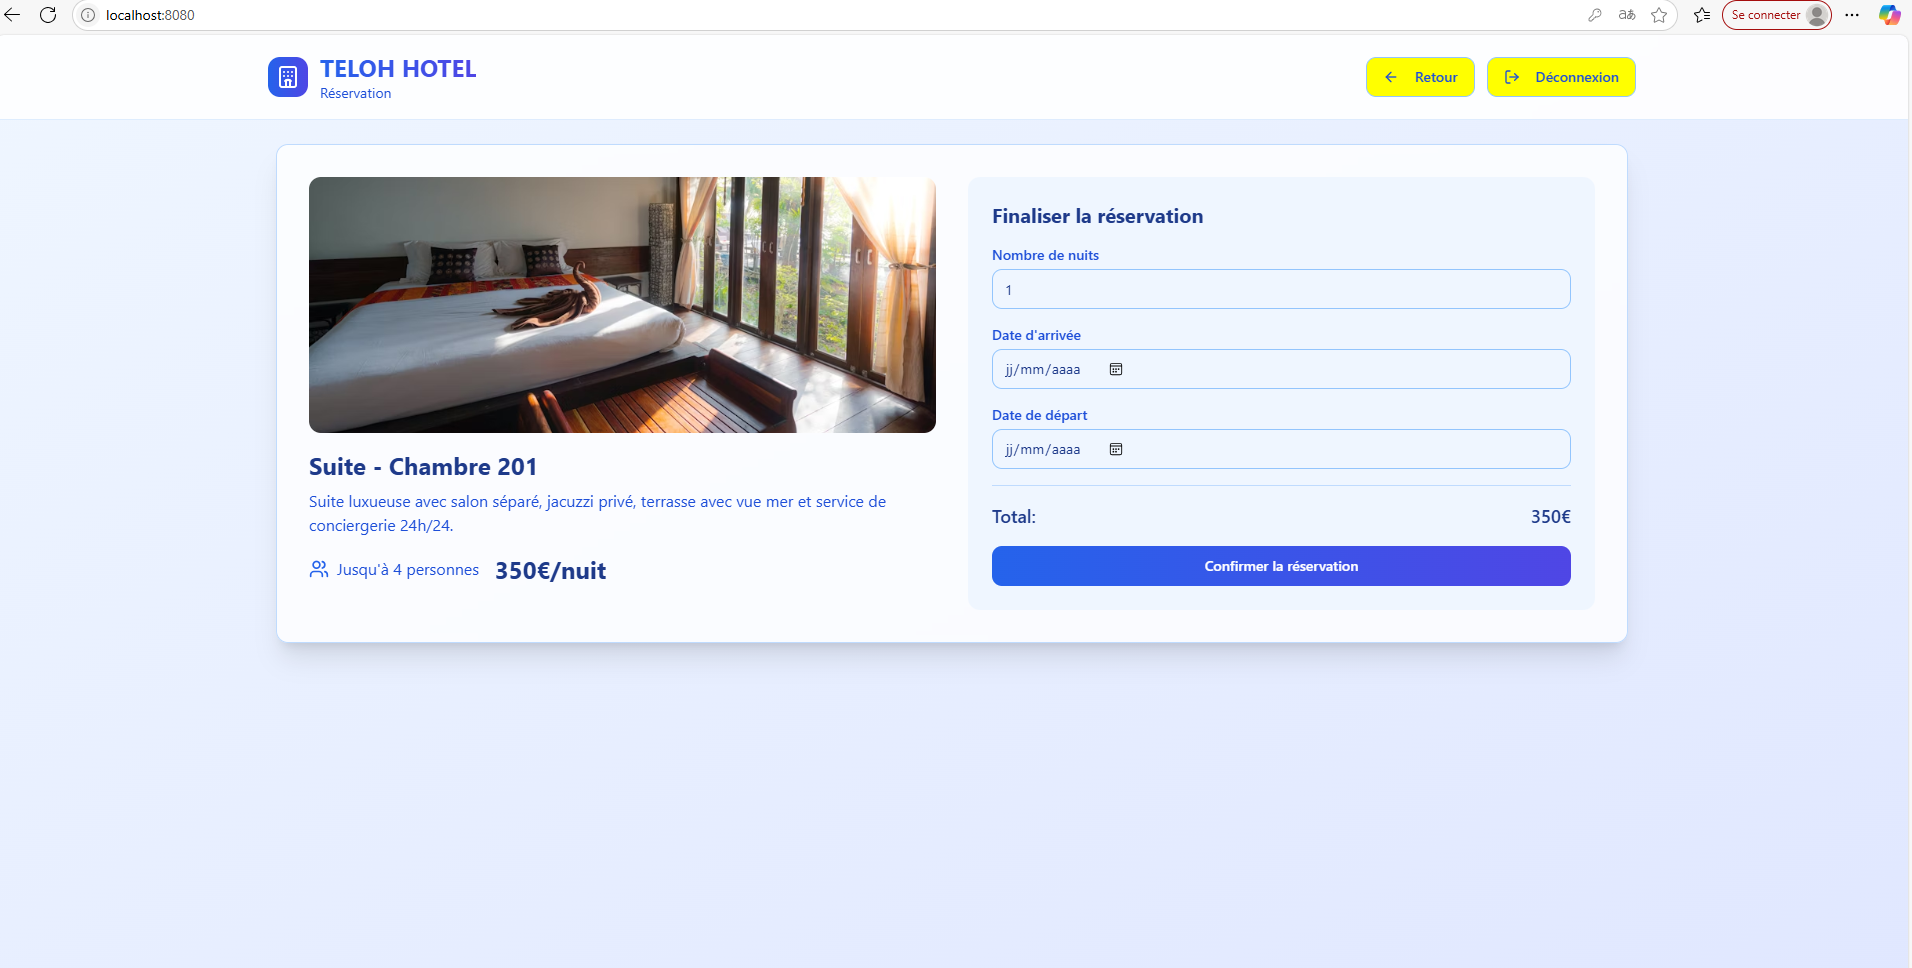 localhost:8080
Se connecter
TELOH HOTEL
Réservation
Retour
Déconnexion
Suite - Chambre 201
Suite luxueuse avec salon séparé, jacuzzi privé, terrasse avec vue mer et service de
conciergerie 24h/24.
Jusqu'à 4 personnes 350€/nuit
Finaliser la réservation
Nombre de nuits
1
Date d'arrivée
jj/mm/aaaa
Date de départ
jj/mm/aaaa
Total: 350€
Confirmer la réservation